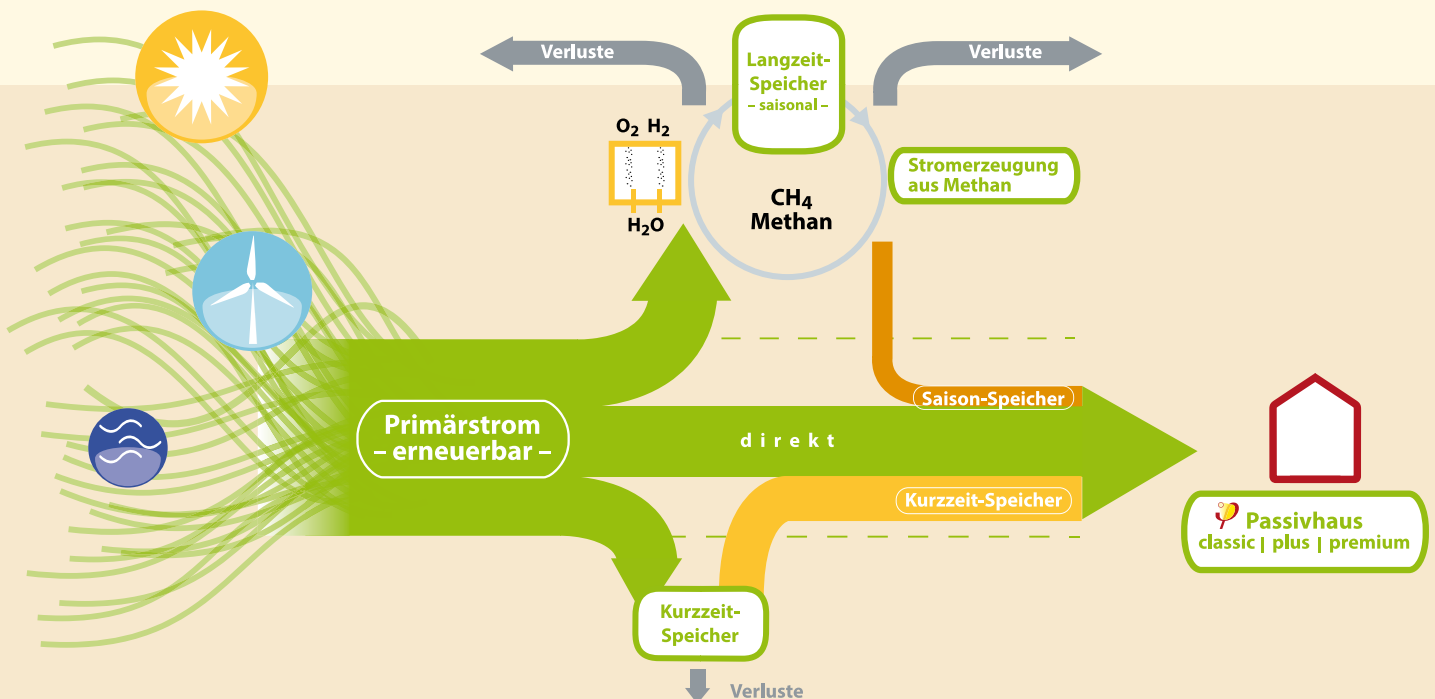 Verluste
Langzeit-
Speicher
– saisonal –
Verluste
O₂ H₂
H₂O
CH₄
Methan
Stromerzeugung
aus Methan
Saison-Speicher
Primärstrom
– erneuerbar –
direkt
Kurzzeit-Speicher
Passivhaus
classic | plus | premium
Kurzzeit-
Speicher
Verluste